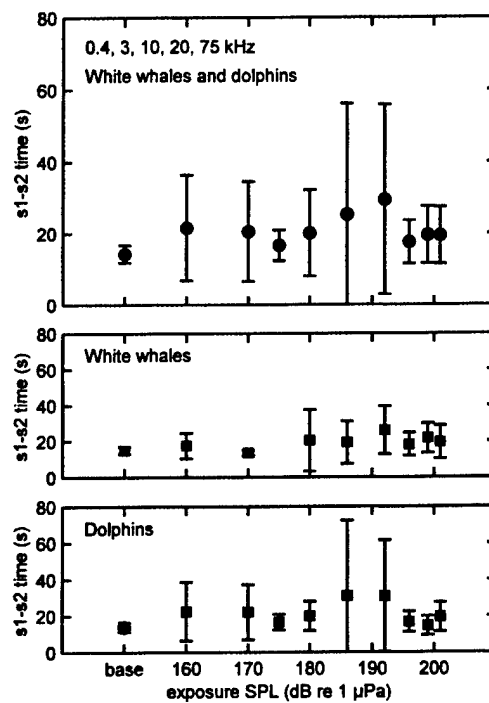 80
0.4, 3, 10, 20, 75 kHz
White whales and dolphins
60
40
20
0
s1-s2 time (s)
80
White whales
60
40
20
0
s1-s2 time (s)
80
Dolphins
60
40
20
0
s1-s2 time (s)
base 160 170 180 190 200
exposure SPL (dB re 1 µPa)